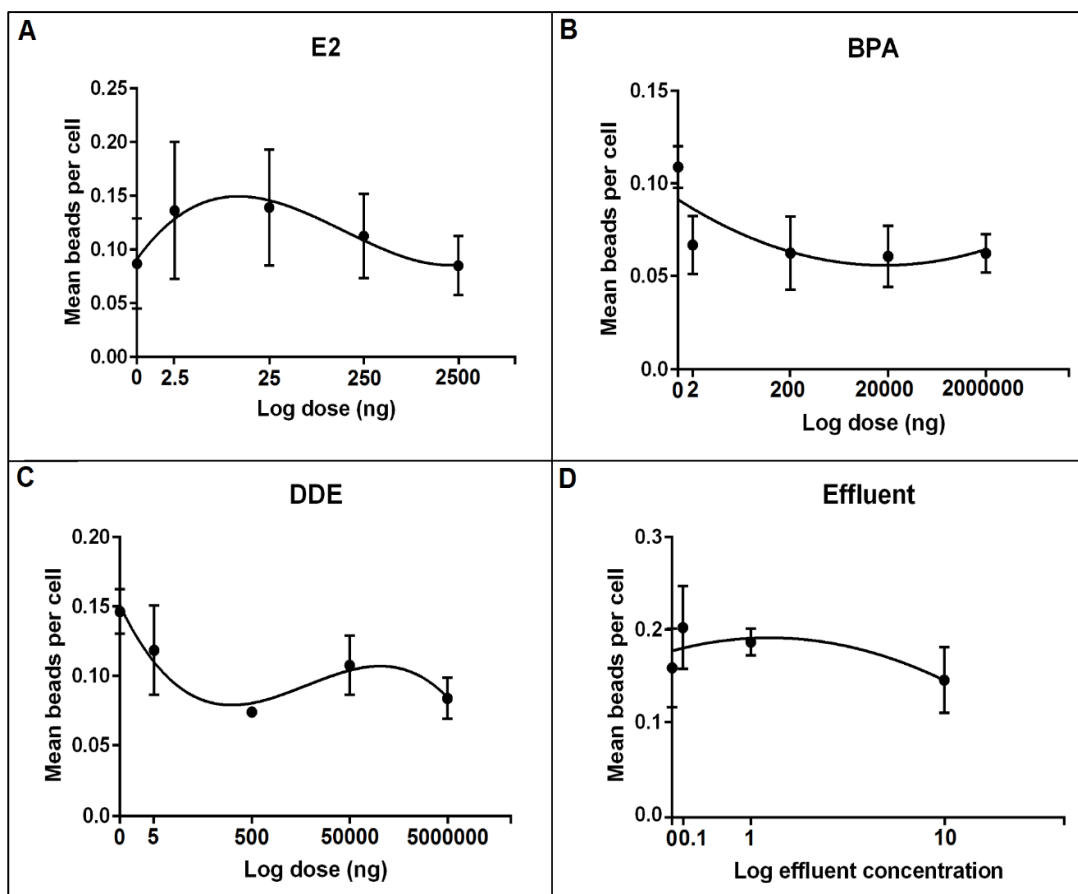 A
E2
Mean beads per cell
0.25
0.20
0.15
0.10
0.05
0.00
0 2.5 25 250 2500
Log dose (ng)
B
BPA
Mean beads per cell
0.15
0.10
0.05
0.0
0 2 200 20000 2000000
Log dose (ng)
C
DDE
Mean beads per cell
0.20
0.15
0.10
0.05
0.0
0 5 500 50000 5000000
Log dose (ng)
D
Effluent
Mean beads per cell
0.3
0.2
0.1
0.0
0 0.1 1 10
Log effluent concentration